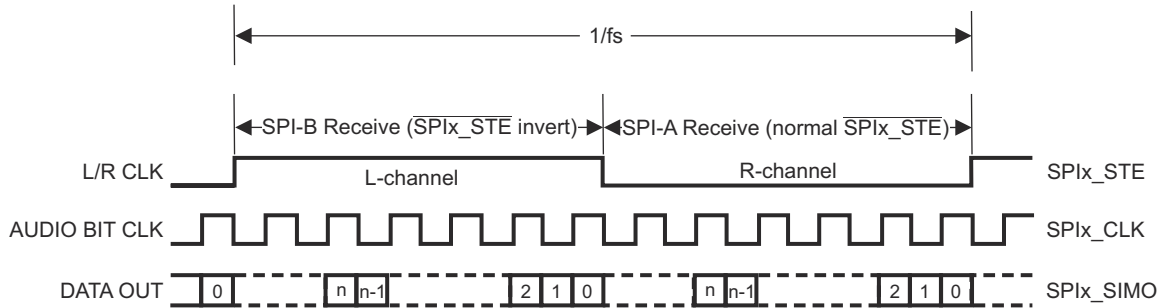 1/fs
SPI-B Receive (SPIx_STE invert) SPI-A Receive (normal SPIx_STE)
L/R CLK L-channel R-channel SPIx_STE
AUDIO BIT CLK SPIx_CLK
DATA OUT 0 n n-1 2 1 0 n n-1 2 1 0 SPIx_SIMO